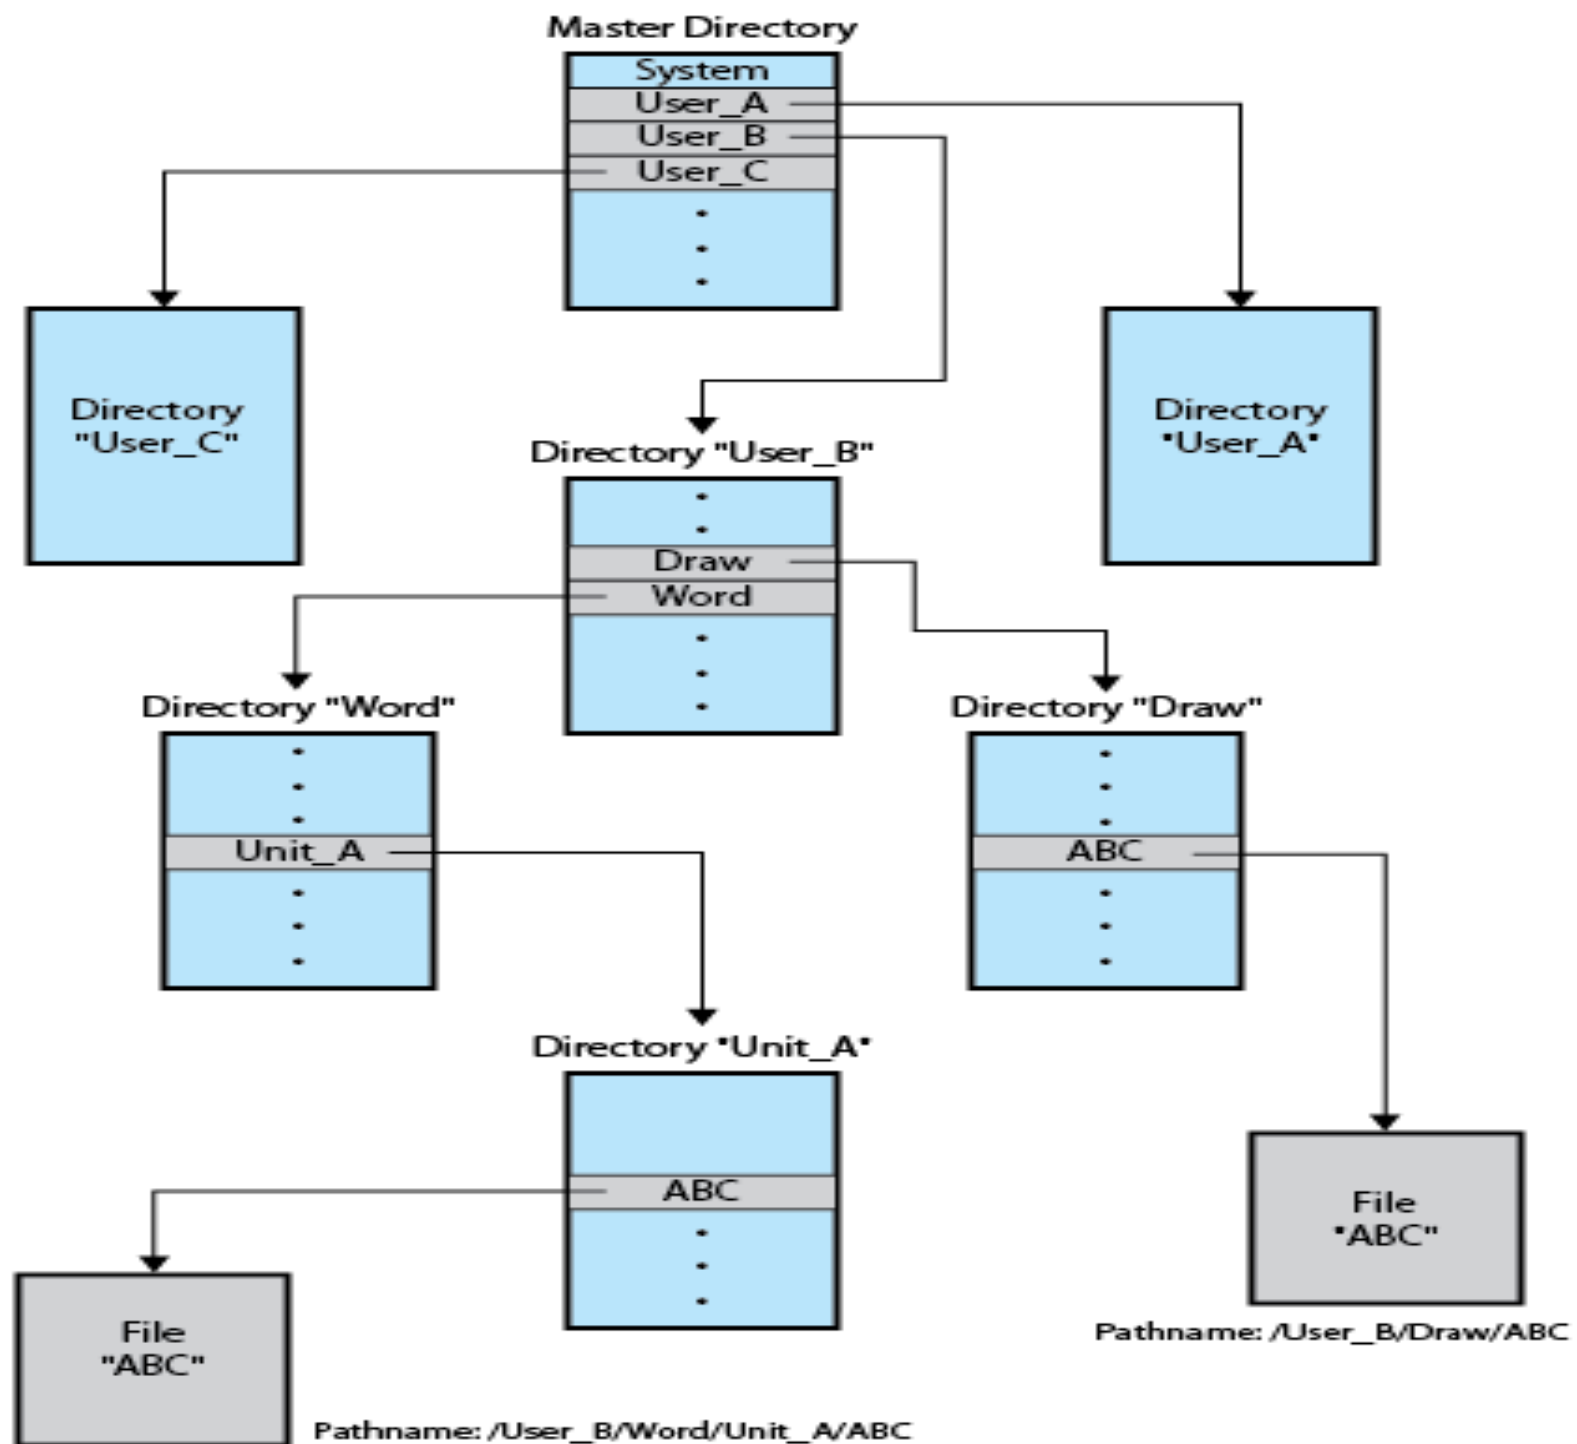 Master Directory
System
User_A
User_B
User_C
Directory
"User_C"
Directory
"User_A"
Directory "User_B"
Draw
Word
Directory "Word"
Directory "Draw"
Unit_A
ABC
Directory "Unit_A"
ABC
File
"ABC"
Pathname: /User_B/Draw/ABC
File
"ABC"
Pathname: /User_B/Word/Unit_A/ABC